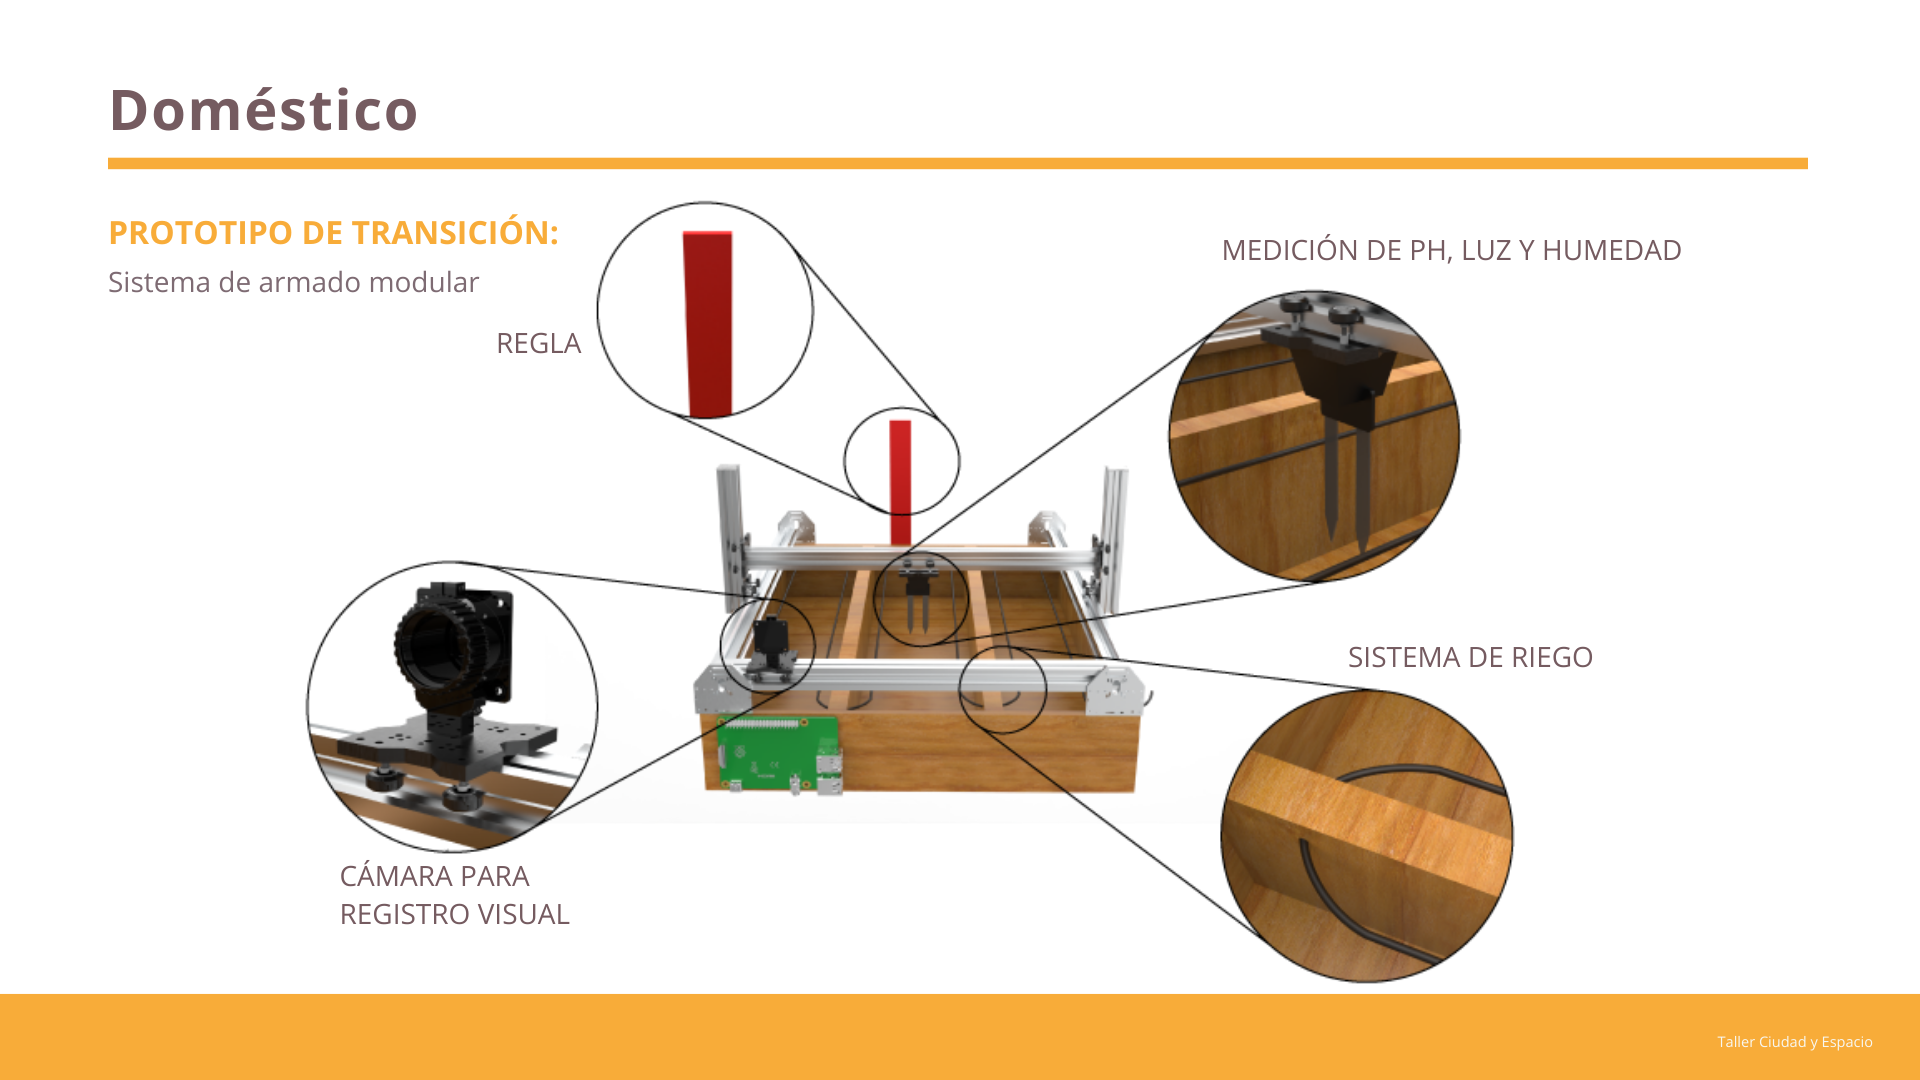 Doméstico
PROTOTIPO DE TRANSICIÓN:
Sistema de armado modular
REGLA
MEDICIÓN DE PH, LUZ Y HUMEDAD
SISTEMA DE RIEGO
CÁMARA PARA
REGISTRO VISUAL
Taller Ciudad y Espacio